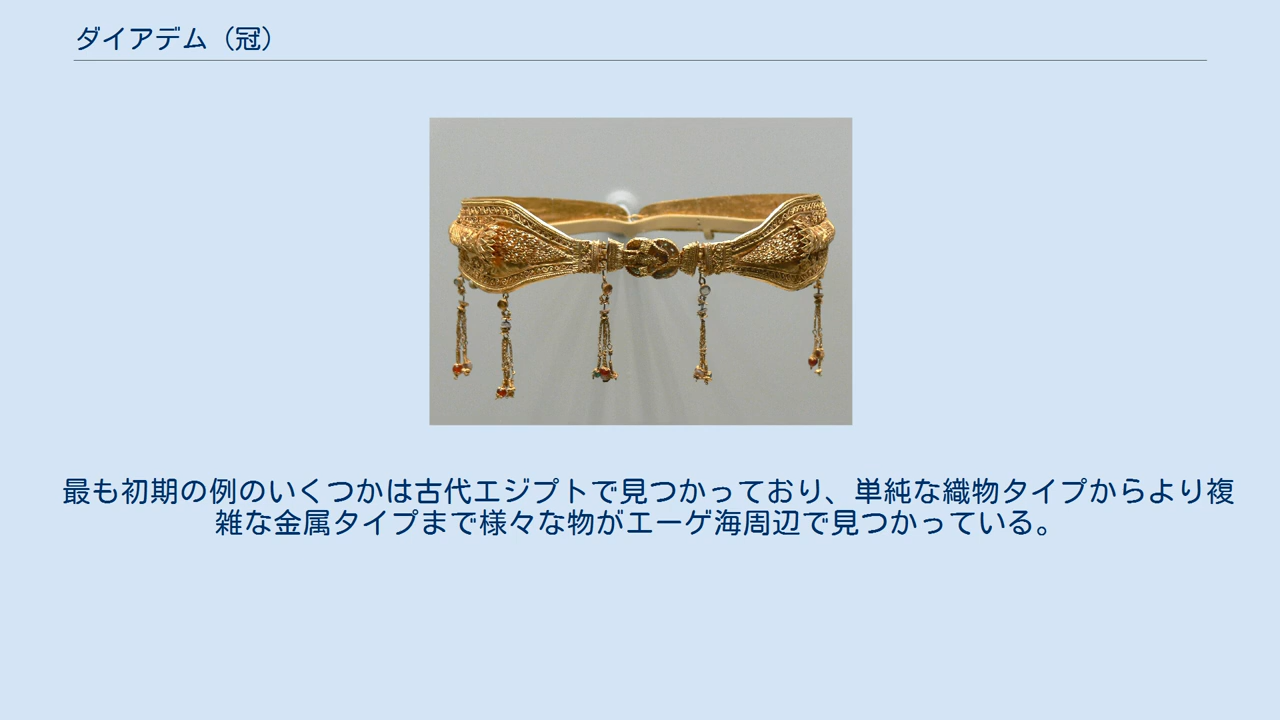 ダイアデム（冠）
最も初期の例のいくつかは古代エジプトで見つかっており、単純な織物タイプからより複
雑な金属タイプまで様々な物がエーゲ海周辺で見つかっている。